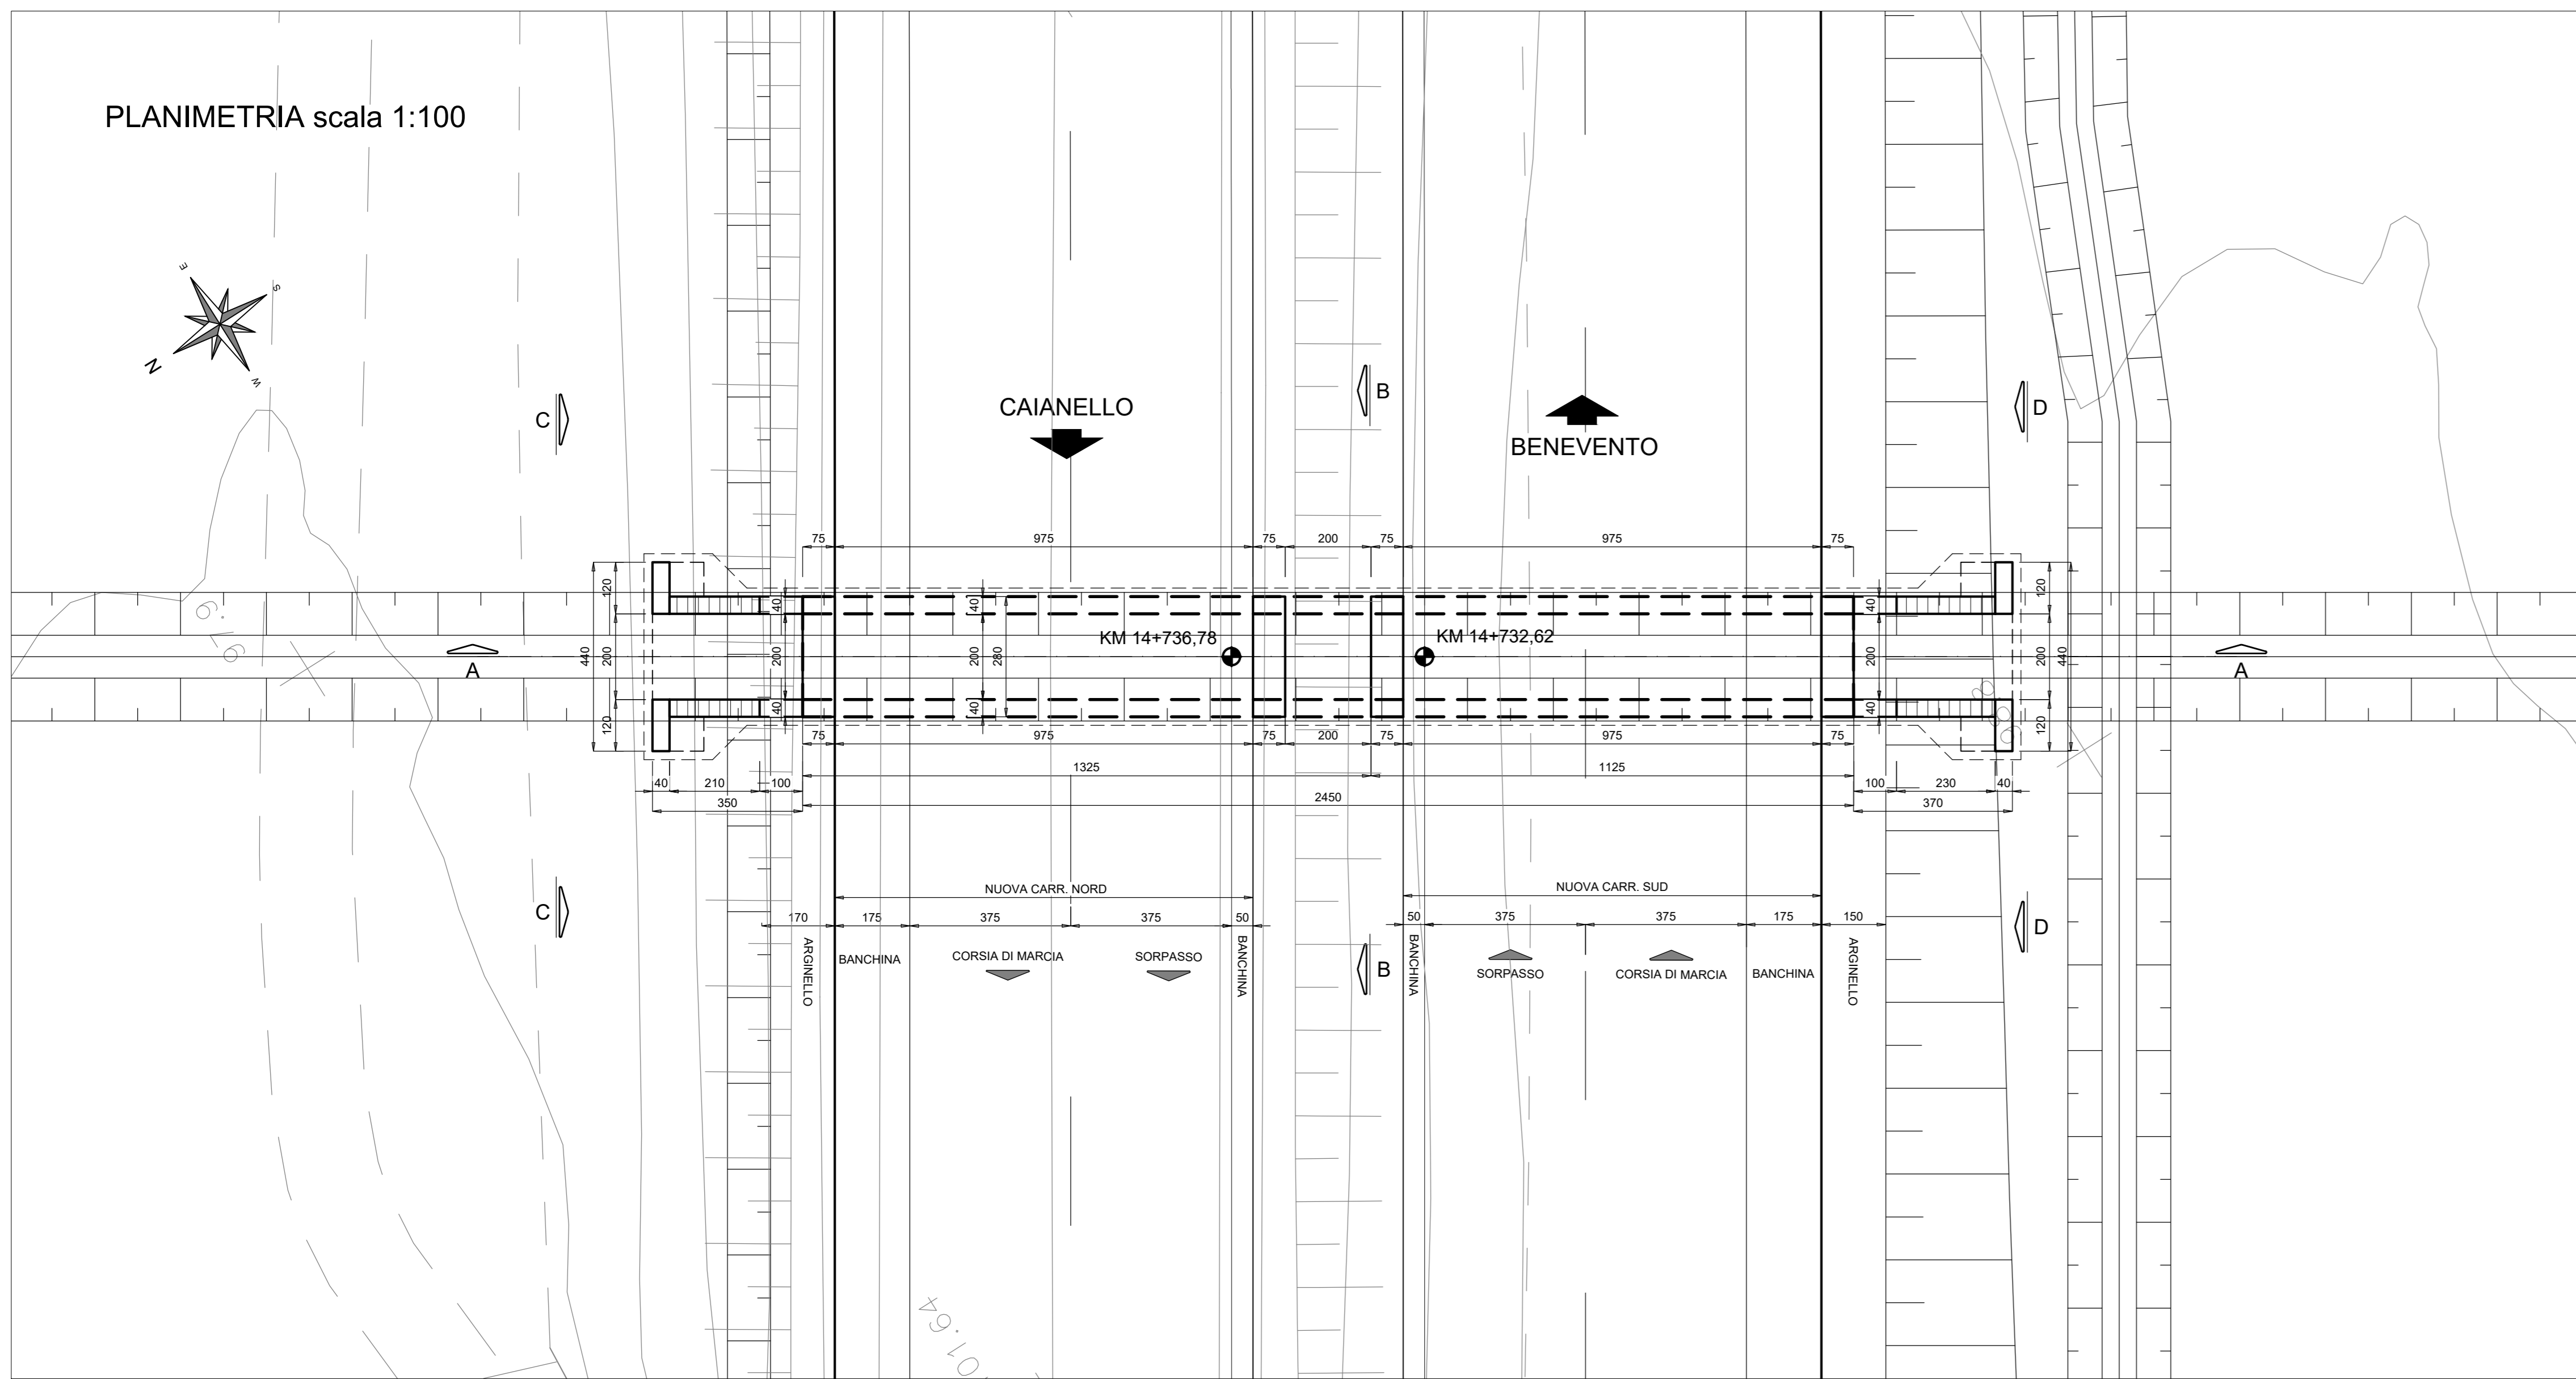 PLANIMETRIA scala 1:100
E
S
N
W
C
B
D
CAIANELLO
BENEVENTO
75
975
75
200
75
975
75
120
40
40
40
120
KM 14+736,78
KM 14+732,62
440
200
200
200
280
200
200
440
A
A
120
40
40
40
120
75
975
75
200
75
975
75
1325
1125
40
210
100
100
230
40
350
2450
370
NUOVA CARR. NORD
NUOVA CARR. SUD
C
D
170
175
375
375
50
50
375
375
175
150
ARGINELLO
BANCHINA
CORSIA DI MARCIA
SORPASSO
BANCHINA
BANCHINA
SORPASSO
CORSIA DI MARCIA
BANCHINA
ARGINELLO
B